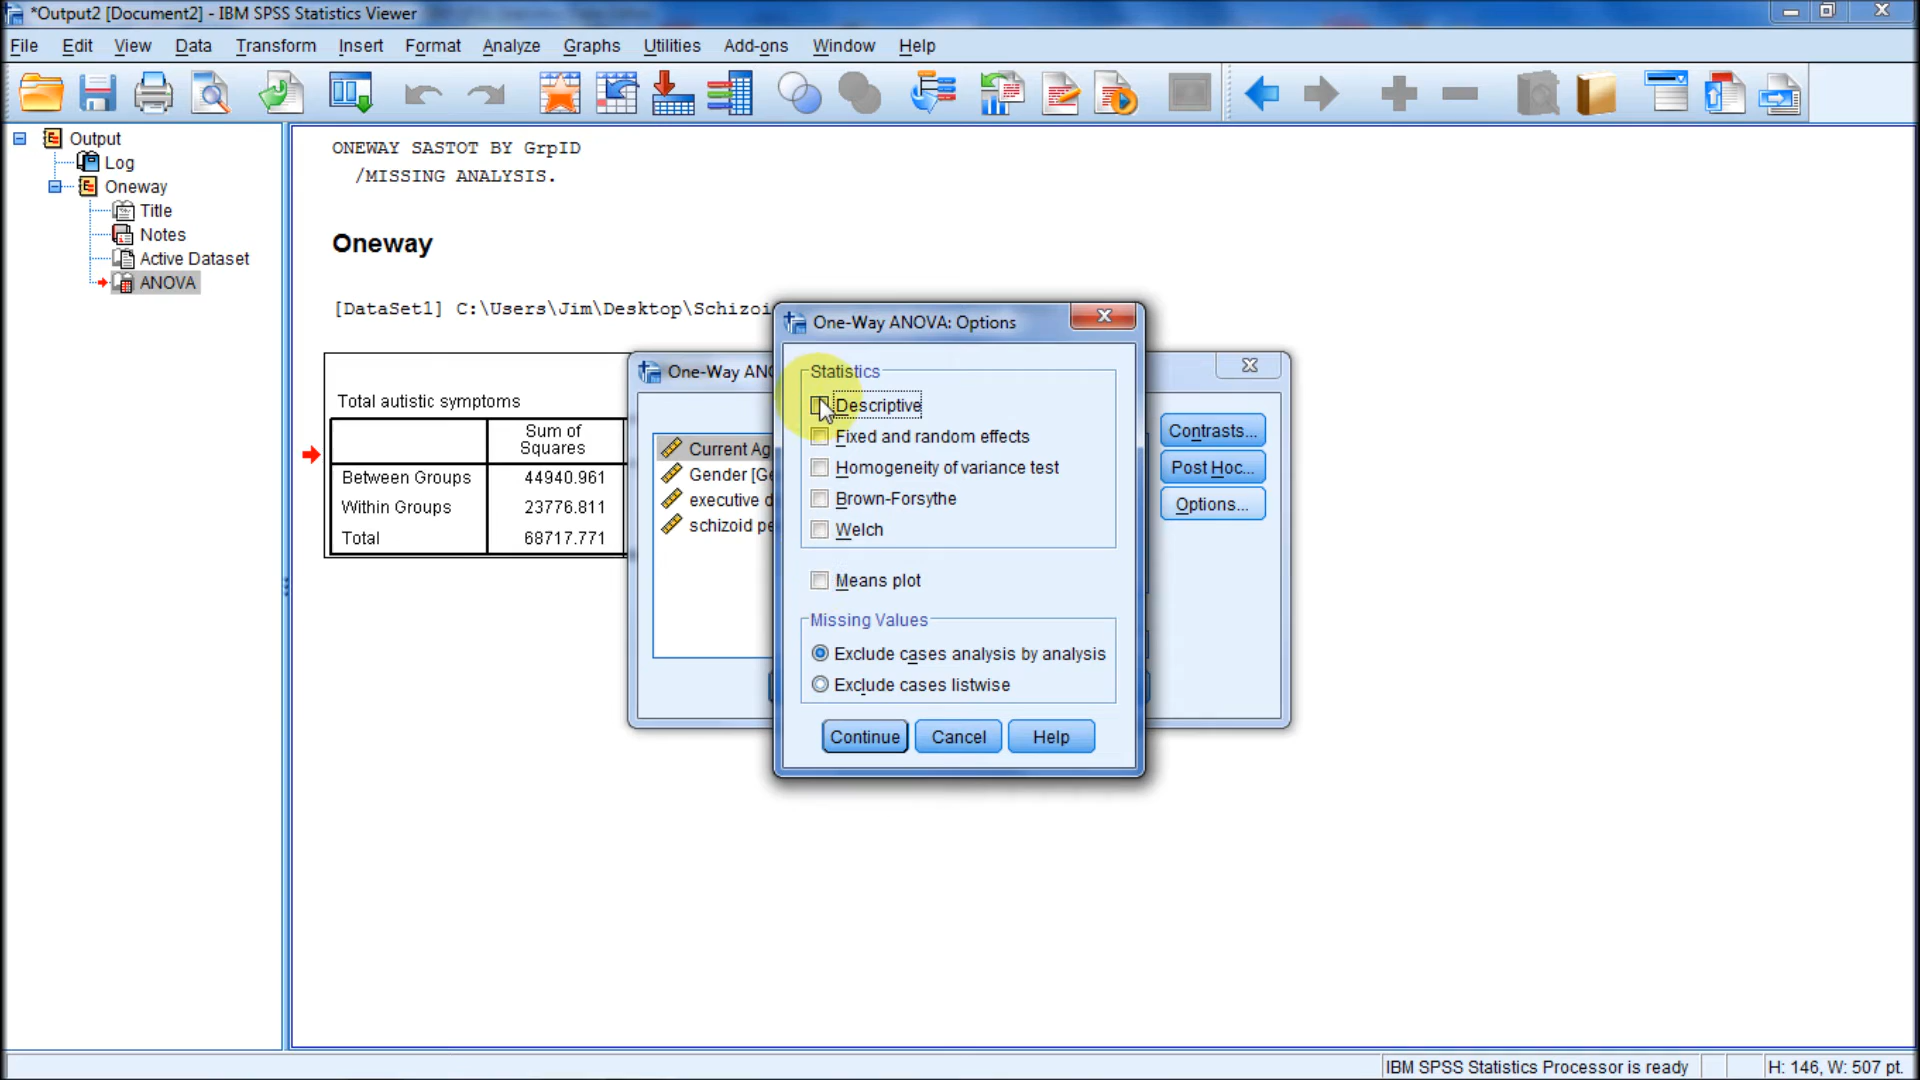 *Output2 [Document2] - IBM SPSS Statistics Viewer
File Edit View Data Transform Insert Format Analyze Graphs Utilities Add-ons Window Help
Output
Log
Oneway
Title
Notes
Active Dataset
ANOVA
ONEWAY SASTOT BY GrpID
/MISSING ANALYSIS.
Oneway
[DataSet1] C:\Users\Jim\Desktop\Schizoi
Total autistic symptoms
Sum of
Squares
Between Groups 44940.961
Within Groups 23776.811
Total 68717.771
One-Way ANO
Current Ag
Gender [Ge
executive d
schizoid pe
Contrasts...
Post Hoc...
Options...
One-Way ANOVA: Options
Statistics
Descriptive
Fixed and random effects
Homogeneity of variance test
Brown-Forsythe
Welch
Means plot
Missing Values
Exclude cases analysis by analysis
Exclude cases listwise
Continue Cancel Help
IBM SPSS Statistics Processor is ready H: 146, W: 507 pt.